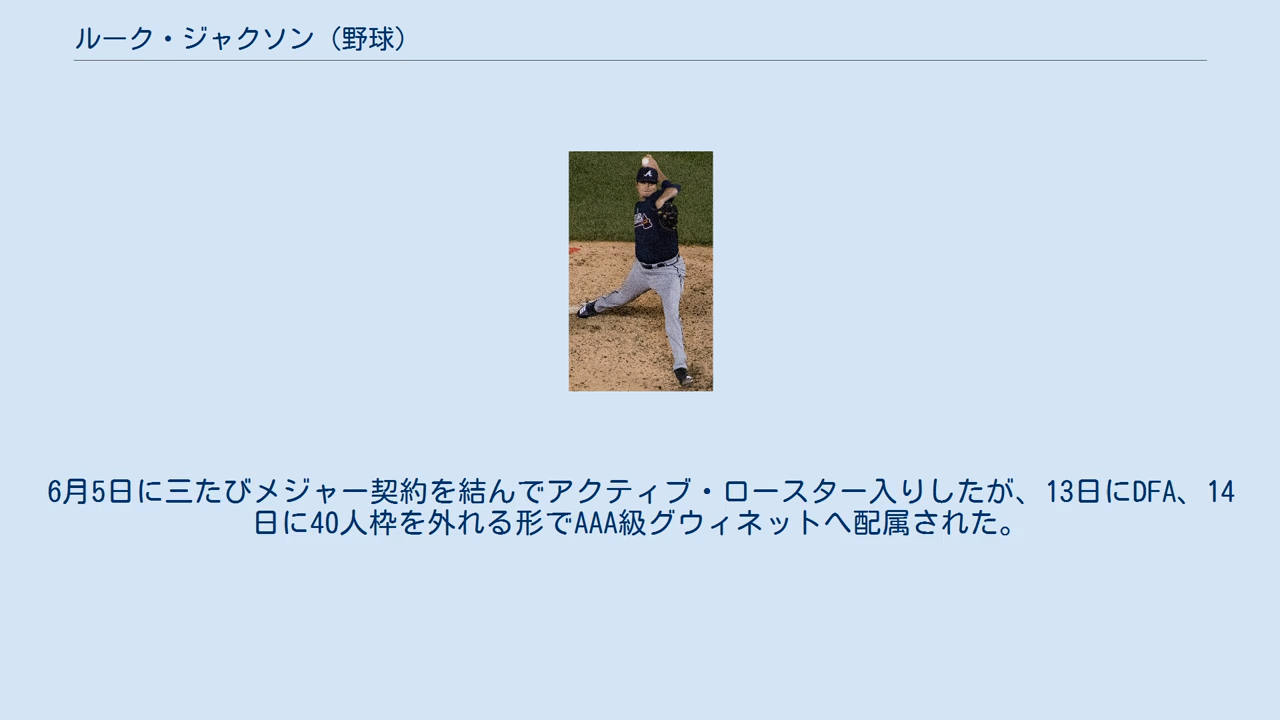 ルーク・ジャクソン（野球）
6月5日に三たびメジャー契約を結んでアクティブ・ロースター入りしたが、13日にDFA、14
日に40人枠を外れる形でAAA級グウィネットへ配属された。